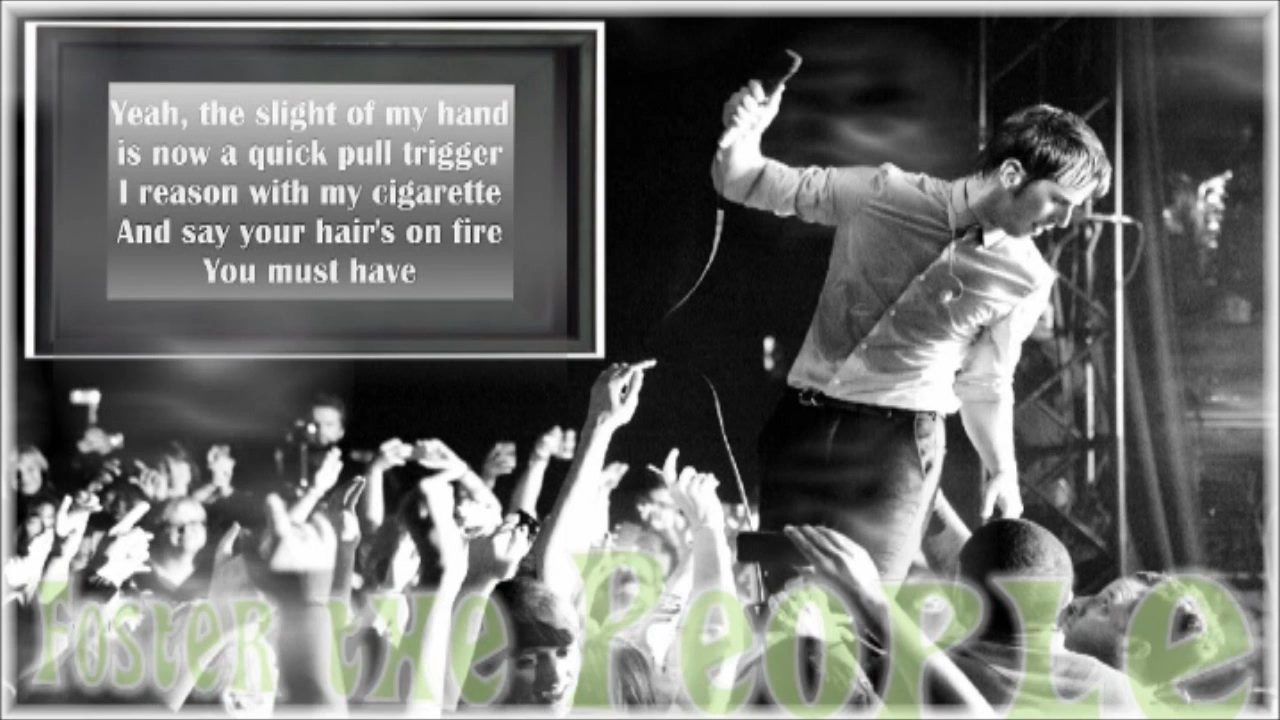 Yeah, the slight of my hand
is now a quick pull trigger
I reason with my cigarette
And say your hair's on fire
You must have
Foster the People